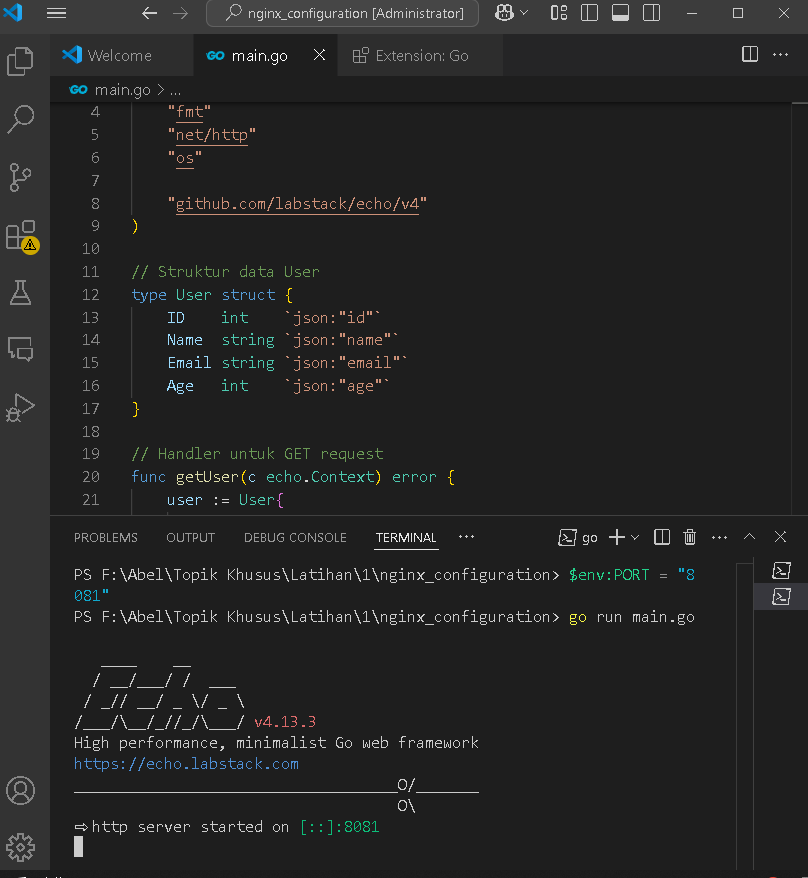 nginx_configuration [Administrator]
Welcome
main.go
Extension: Go
main.go > ...
4 "fmt"
5 "net/http"
6 "os"
7
8 "github.com/labstack/echo/v4"
9 )
10
11 // Struktur data User
12 type User struct {
13 ID int `json:"id"`
14 Name string `json:"name"`
15 Email string `json:"email"`
16 Age int `json:"age"`
17 }
18
19 // Handler untuk GET request
20 func getUser(c echo.Context) error {
21 user := User{
PROBLEMS OUTPUT DEBUG CONSOLE TERMINAL ... go
PS F:\Abel\Topik Khusus\Latihan\1\nginx_configuration> $env:PORT = "8
081"
PS F:\Abel\Topik Khusus\Latihan\1\nginx_configuration> go run main.go
   ____    __
  / __/___/ /  ___
 / _// __/ _ \/ _ \
/___/\__/_//_/\___/ v4.13.3
High performance, minimalist Go web framework
https://echo.labstack.com
____________________________________O/_______
                                    O\
⇨ http server started on [::]:8081